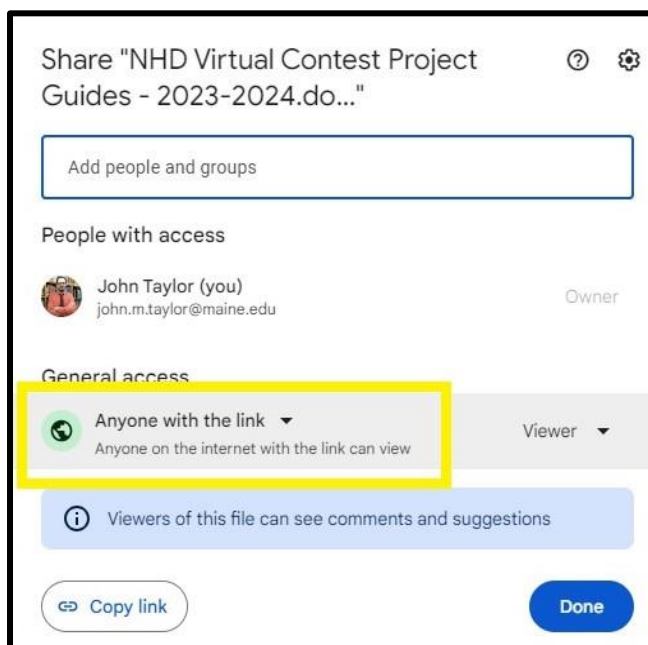 Share "NHD Virtual Contest Project
Guides - 2023-2024.do..."
Add people and groups
People with access
John Taylor (you)
john.m.taylor@maine.edu
Owner
General access
Anyone with the link
Anyone on the internet with the link can view
Viewer
Viewers of this file can see comments and suggestions
Copy link
Done